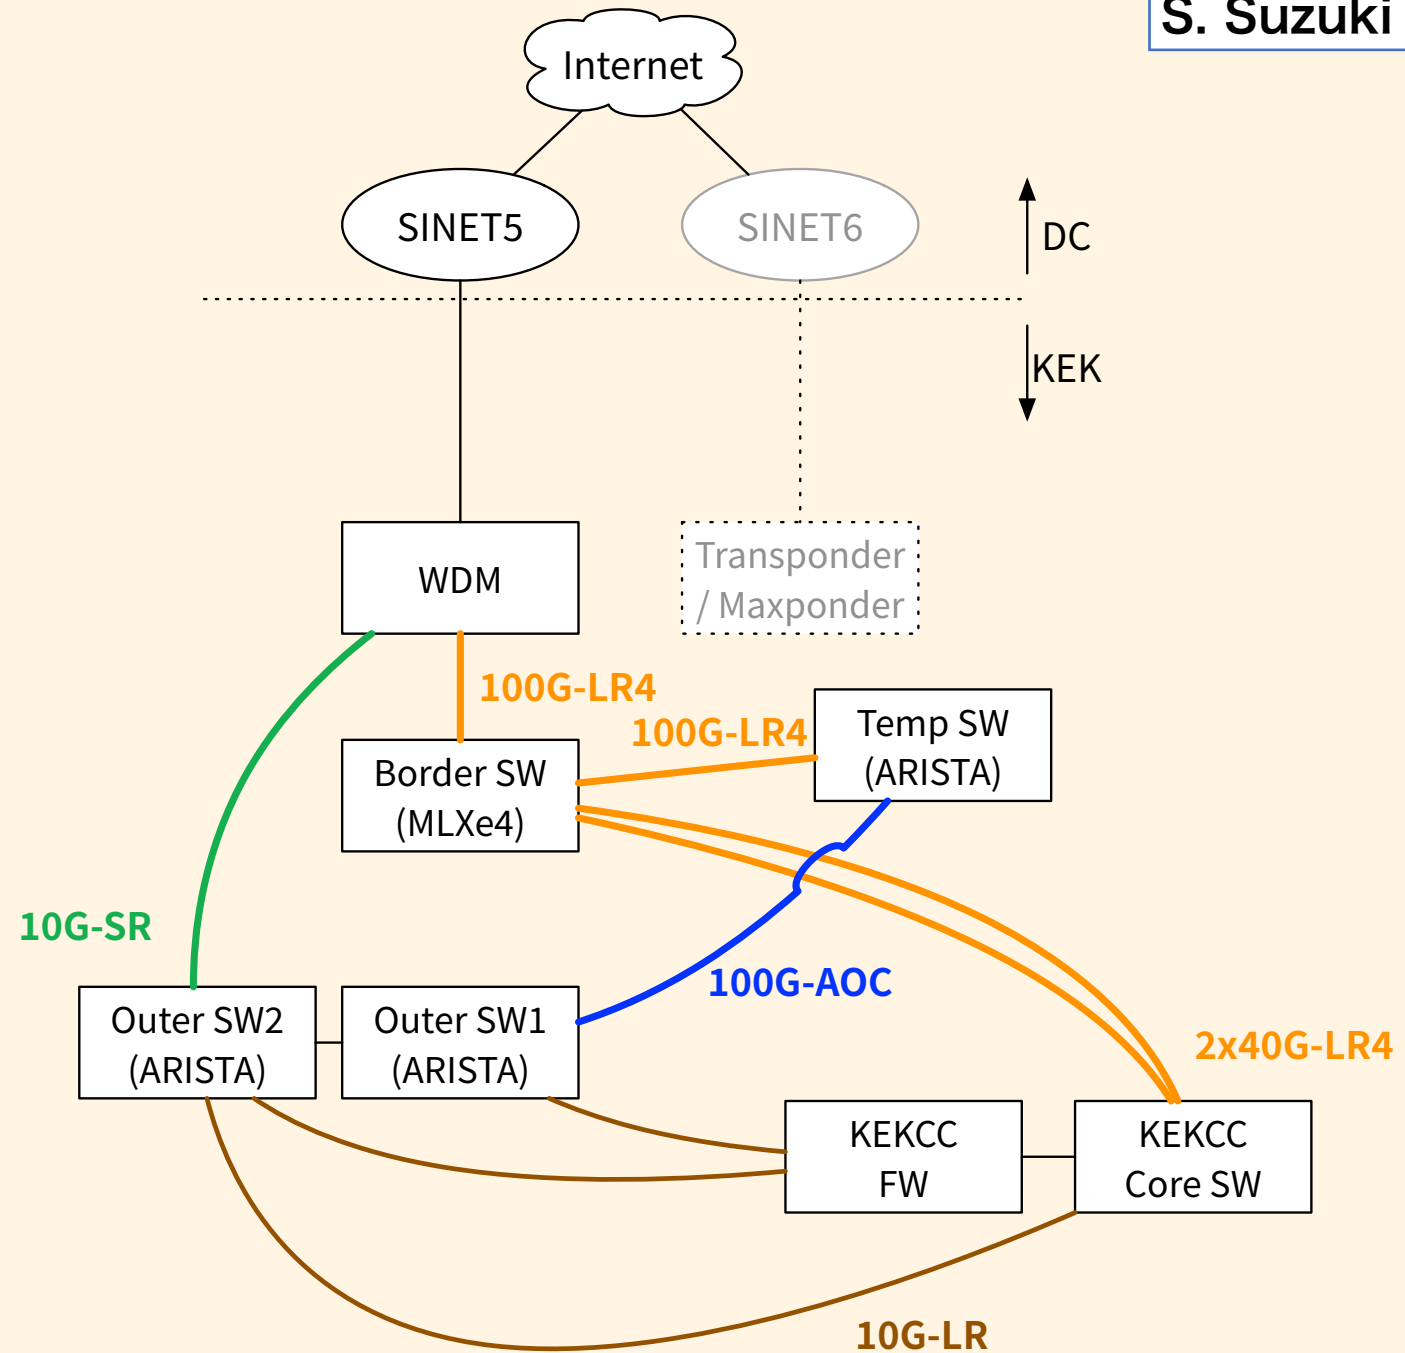 S. Suzuki
Internet
SINET5
SINET6
DC
KEK
WDM
Transponder
/ Maxponder
100G-LR4
100G-LR4
Temp SW
(ARISTA)
Border SW
(MLXe4)
10G-SR
100G-AOC
Outer SW2
(ARISTA)
Outer SW1
(ARISTA)
2x40G-LR4
KEKCC
FW
KEKCC
Core SW
10G-LR